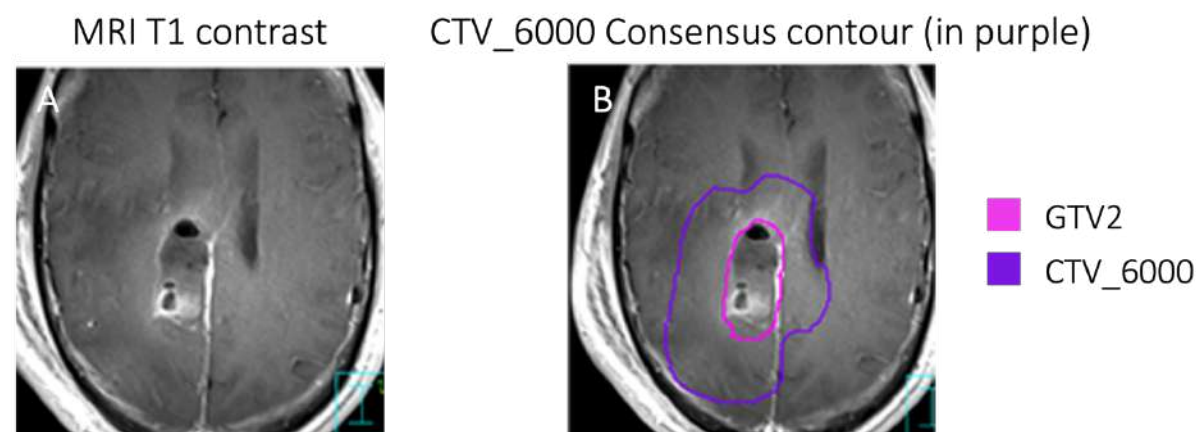 MRI T1 contrast
CTV_6000 Consensus contour (in purple)
A
B
GTV2
CTV_6000